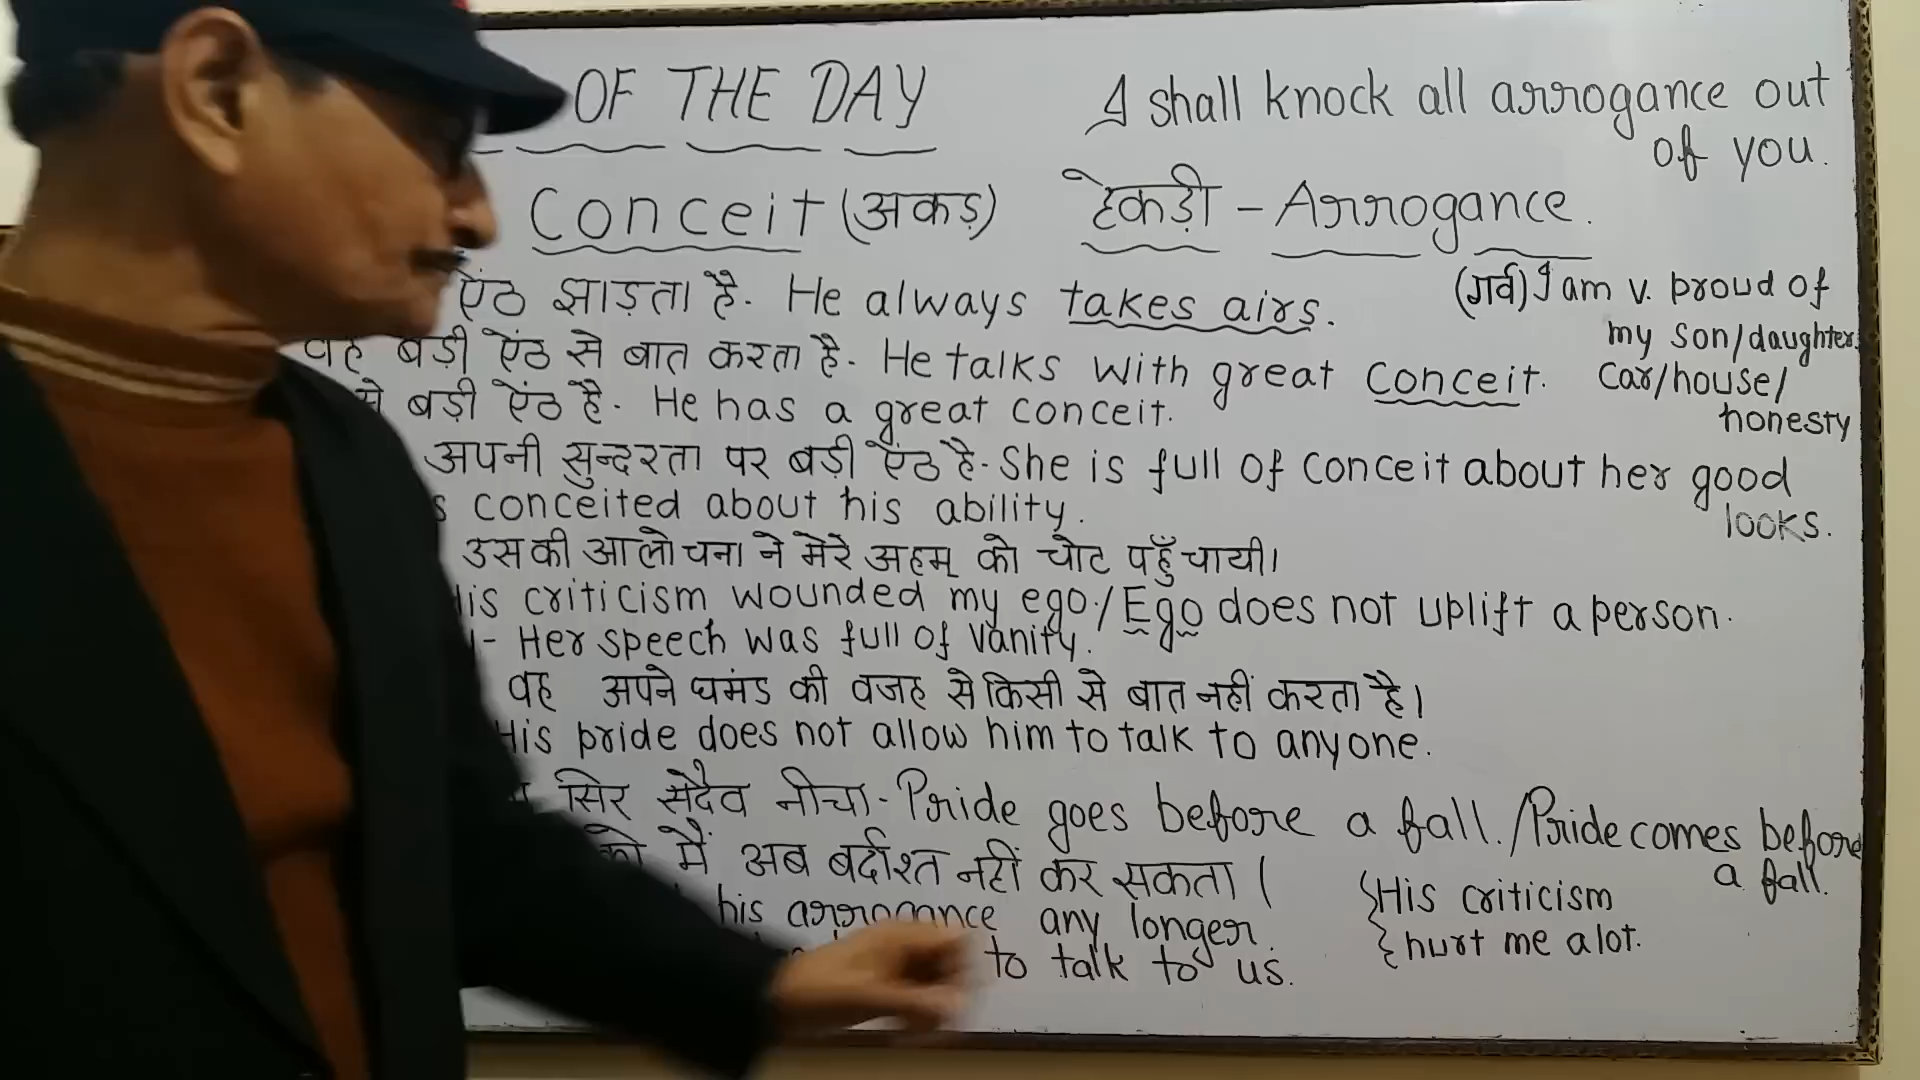 OF THE DAY
I shall knock all arrogance out
of you.
Conceit (अकड़) हेकड़ी - Arrogance.
ऐंठ झाड़ता है. He always takes airs.
(गर्व) I am v. proud of
my son/daughter
वह बड़ी ऐंठ से बात करता है. He talks with great conceit.
car/house/
honesty
बड़ी ऐंठ है. He has a great conceit.
अपनी सुन्दरता पर बड़ी ऐंठ है. She is full of conceit about her good
looks.
conceited about his ability.
उसकी आलोचना ने मेरे अहम् को चोट पहुँचायी।
His criticism wounded my ego./Ego does not uplift a person.
- Her speech was full of vanity.
वह अपने घमंड की वजह से किसी से बात नहीं करता है।
His pride does not allow him to talk to anyone.
सिर सदैव नीचा - Pride goes before a fall./Pride comes before
a fall.
को मैं अब बर्दाश्त नहीं कर सकता (
his arrogance any longer.
to talk to us.
His criticism
hurt me a lot.